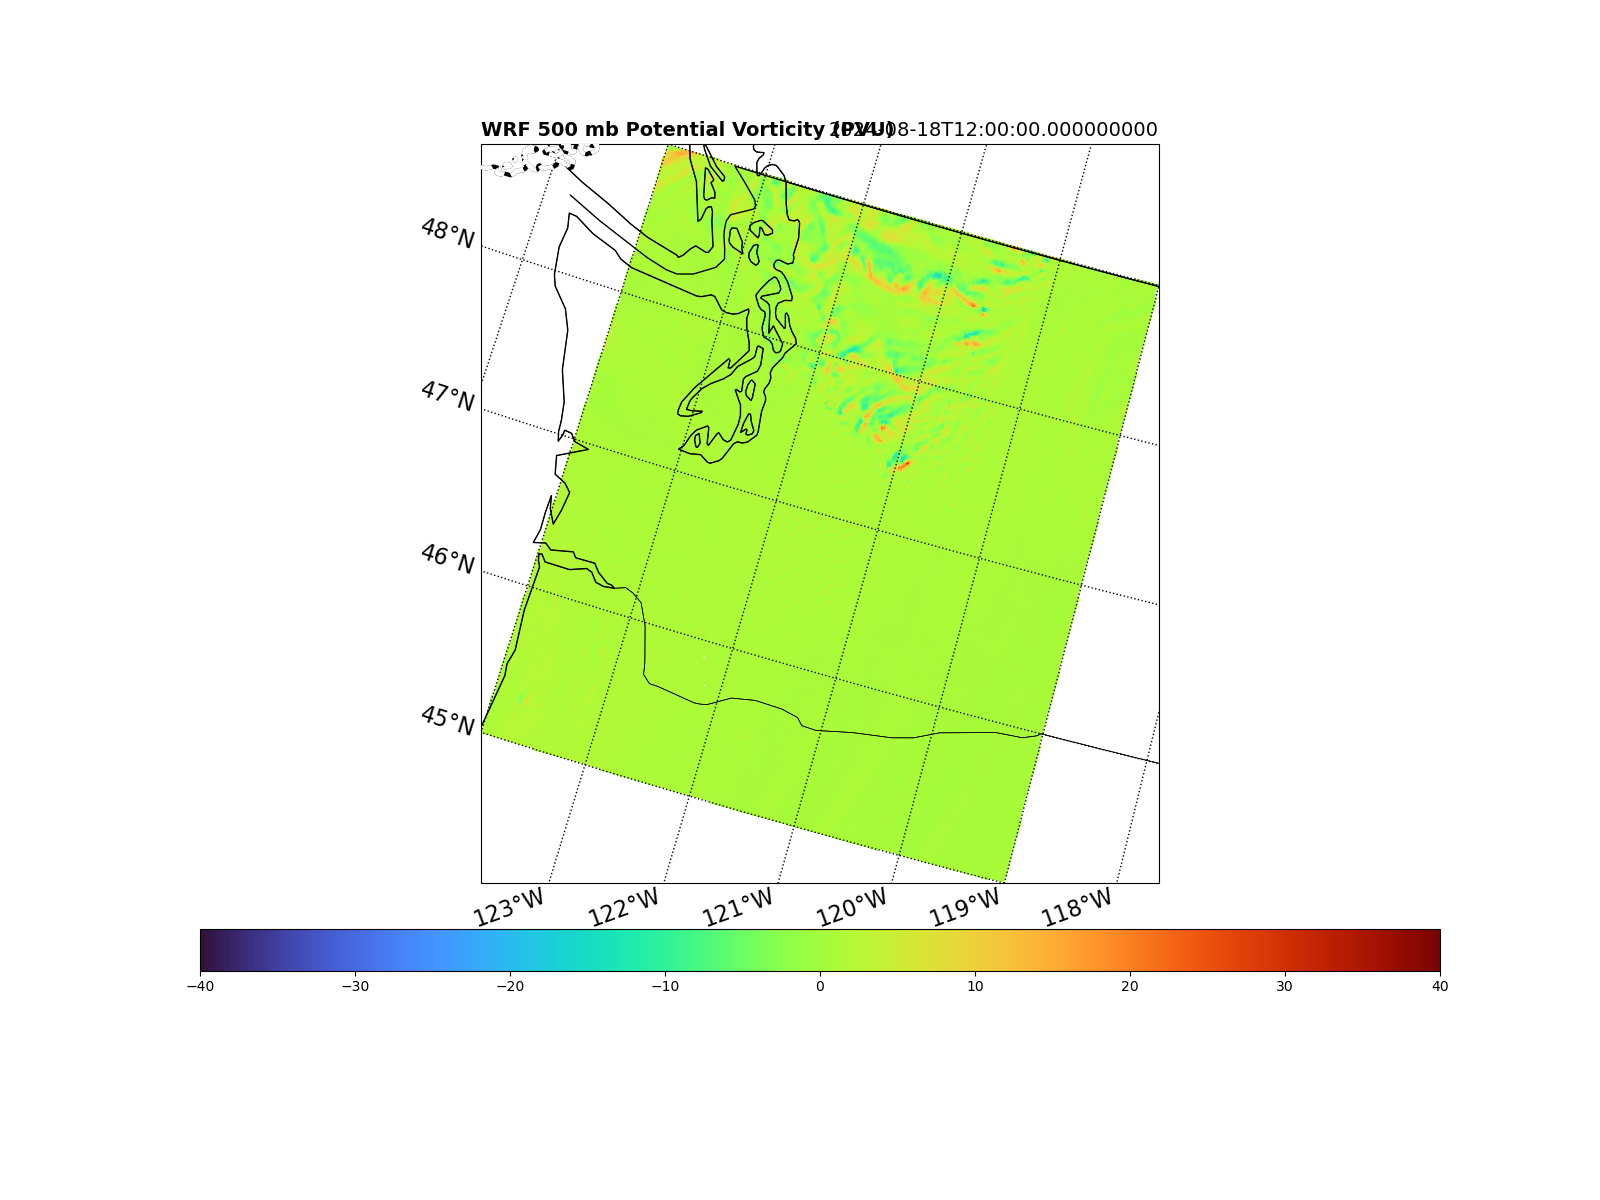 WRF 500 mb Potential Vorticity (PVU) 2024-08-18T12:00:00.000000000
48°N
47°N
46°N
45°N
123°W 122°W 121°W 120°W 119°W 118°W
−40 −30 −20 −10 0 10 20 30 40